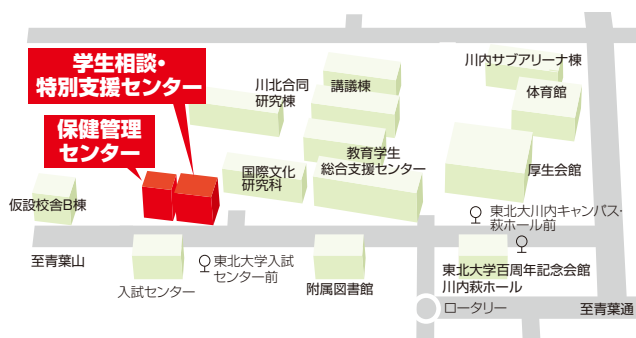 学生相談・
特別支援センター
保健管理
センター
川北合同
研究棟
講議棟
川内サブアリーナ棟
体育館
教育学生
総合支援センター
国際文化
研究科
厚生会館
仮設校舎B棟
東北大川内キャンパス・
萩ホール前
至青葉山
入試センター
東北大学入試
センター前
附属図書館
東北大学百周年記念会館
川内萩ホール
ロータリー
至青葉通